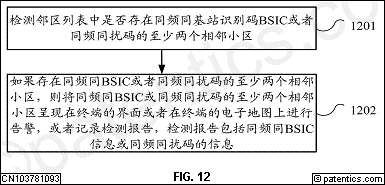 检测邻区列表中是否存在同频同基站识别码BSIC或者
同频同扰码的至少两个相邻小区
1201
如果存在同频同BSIC或者同频同扰码的至少两个相邻
小区，则将同频同BSIC或者同频同扰码的至少两个相邻
小区呈现在终端的界面或者在终端的电子地图上进行
告警，或者记录检测报告，检测报告包括同频同BSIC
信息或同频同扰码的信息
1202
CN103781093
FIG. 12
© patentics.com